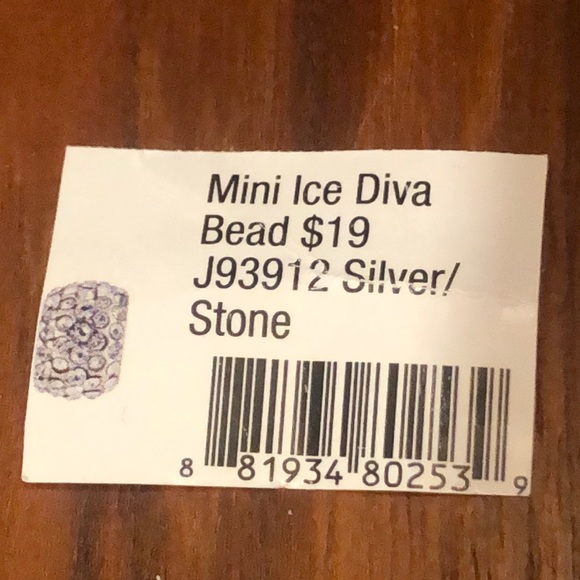 Mini Ice Diva
Bead $19
J93912 Silver/
Stone
8 81934 80253 9